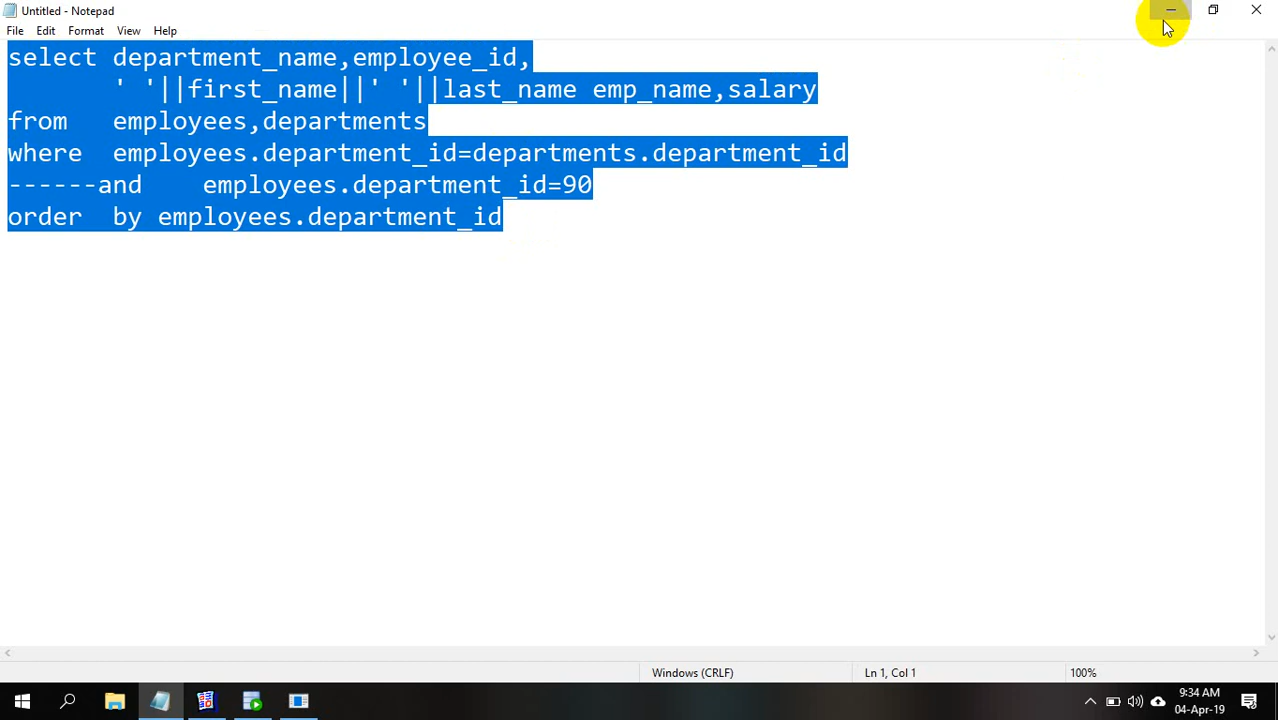 Untitled - Notepad
File Edit Format View Help
select department_name,employee_id,
       ' '||first_name||' '||last_name emp_name,salary
from   employees,departments
where  employees.department_id=departments.department_id
------and    employees.department_id=90
order  by employees.department_id
Windows (CRLF) Ln 1, Col 1 100%
9:34 AM
04-Apr-19